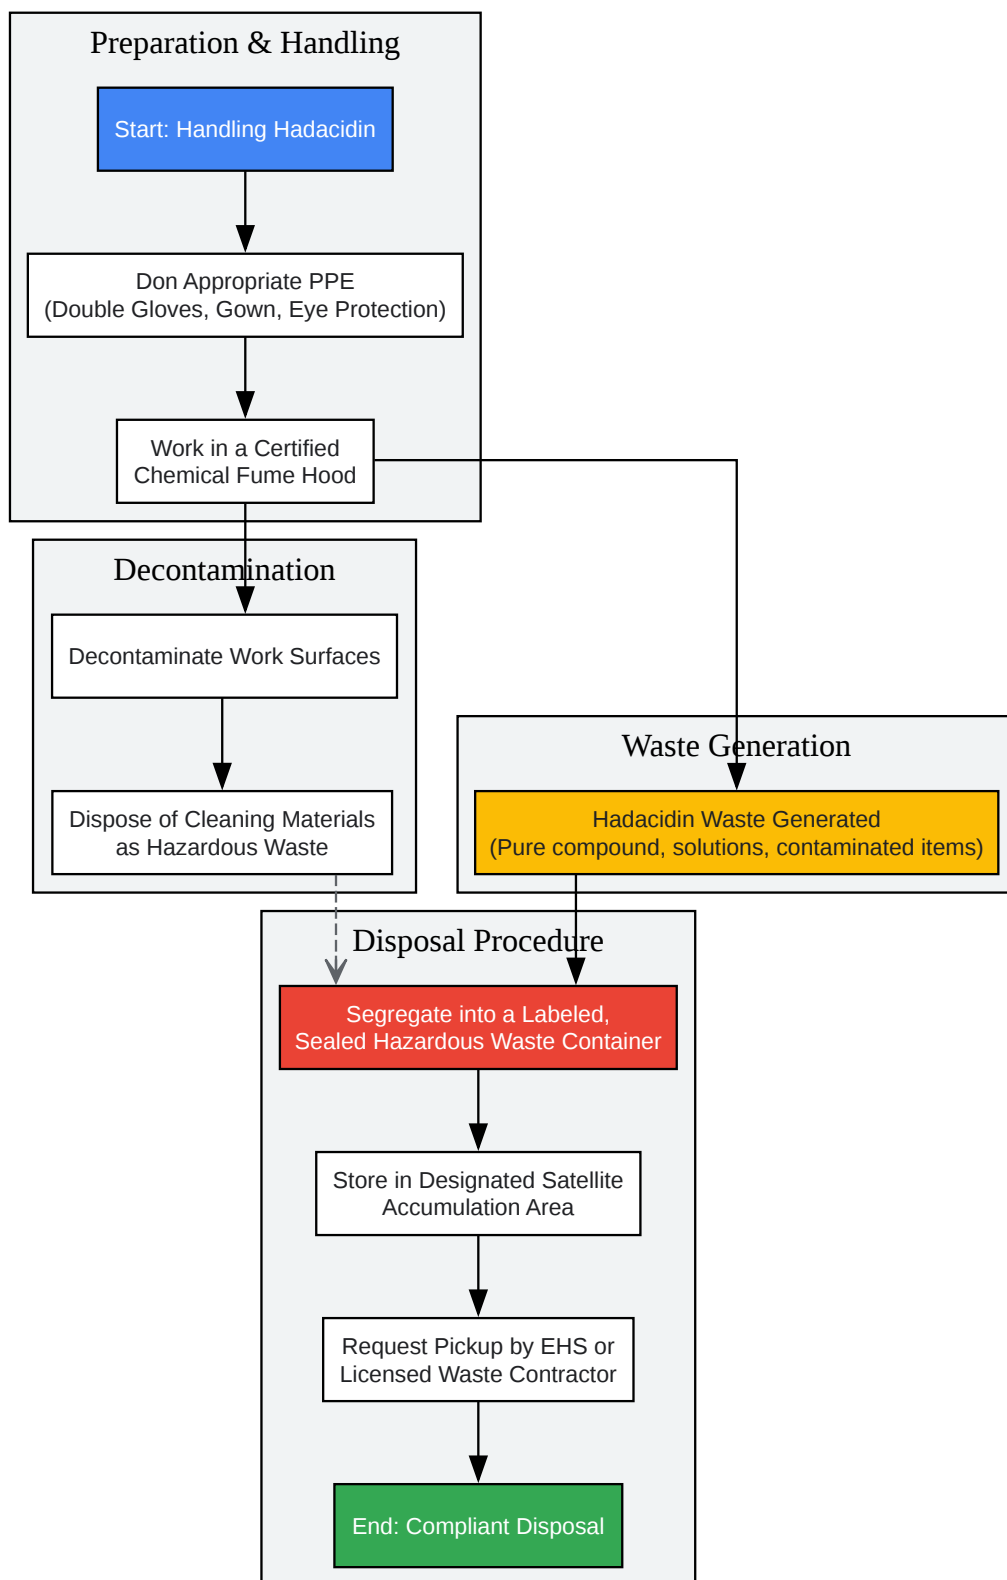 Preparation & Handling
Start: Handling Hadacidin
Don Appropriate PPE
(Double Gloves, Gown, Eye Protection)
Work in a Certified
Chemical Fume Hood
Decontamination
Decontaminate Work Surfaces
Dispose of Cleaning Materials
as Hazardous Waste
Waste Generation
Hadacidin Waste Generated
(Pure compound, solutions, contaminated items)
Disposal Procedure
Segregate into a Labeled,
Sealed Hazardous Waste Container
Store in Designated Satellite
Accumulation Area
Request Pickup by EHS or
Licensed Waste Contractor
End: Compliant Disposal